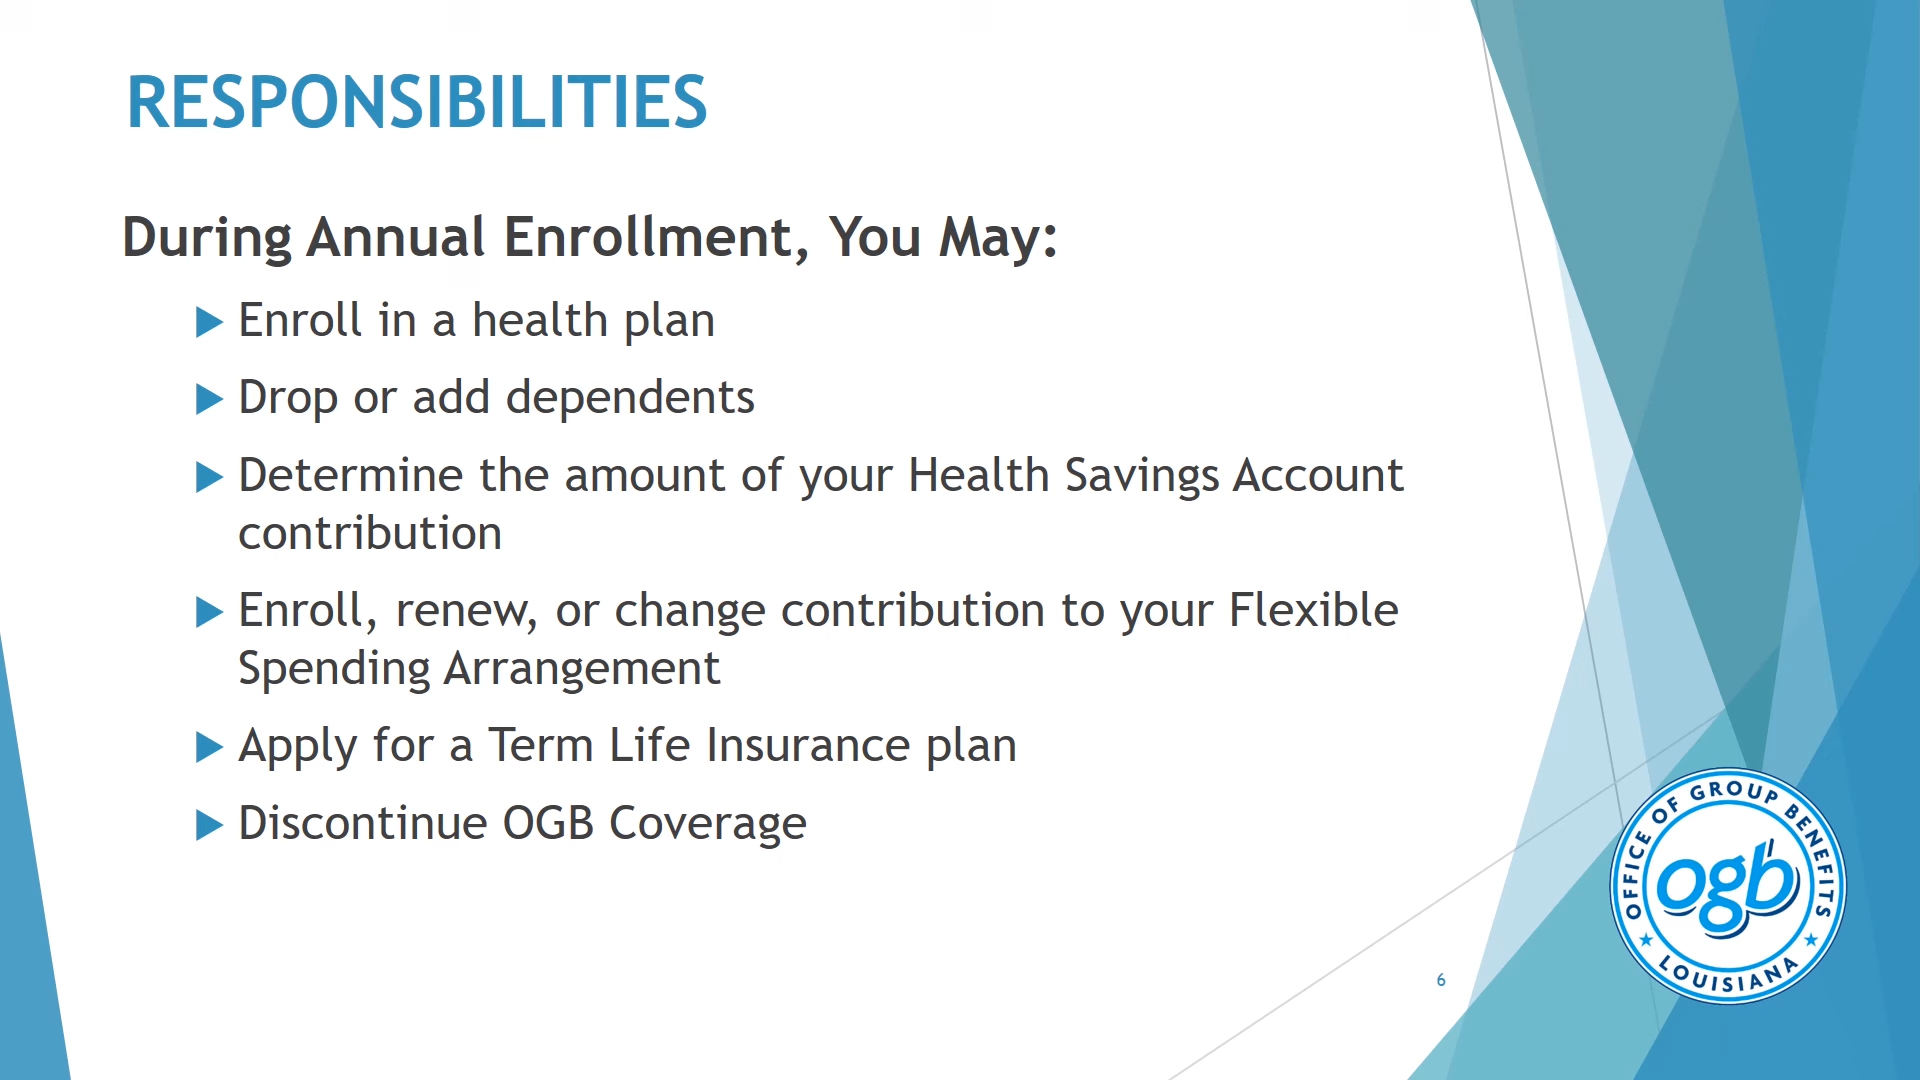 RESPONSIBILITIES
During Annual Enrollment, You May:
Enroll in a health plan
Drop or add dependents
Determine the amount of your Health Savings Account
contribution
Enroll, renew, or change contribution to your Flexible
Spending Arrangement
Apply for a Term Life Insurance plan
Discontinue OGB Coverage
OFFICE OF GROUP BENEFITS
ogb
LOUISIANA
6